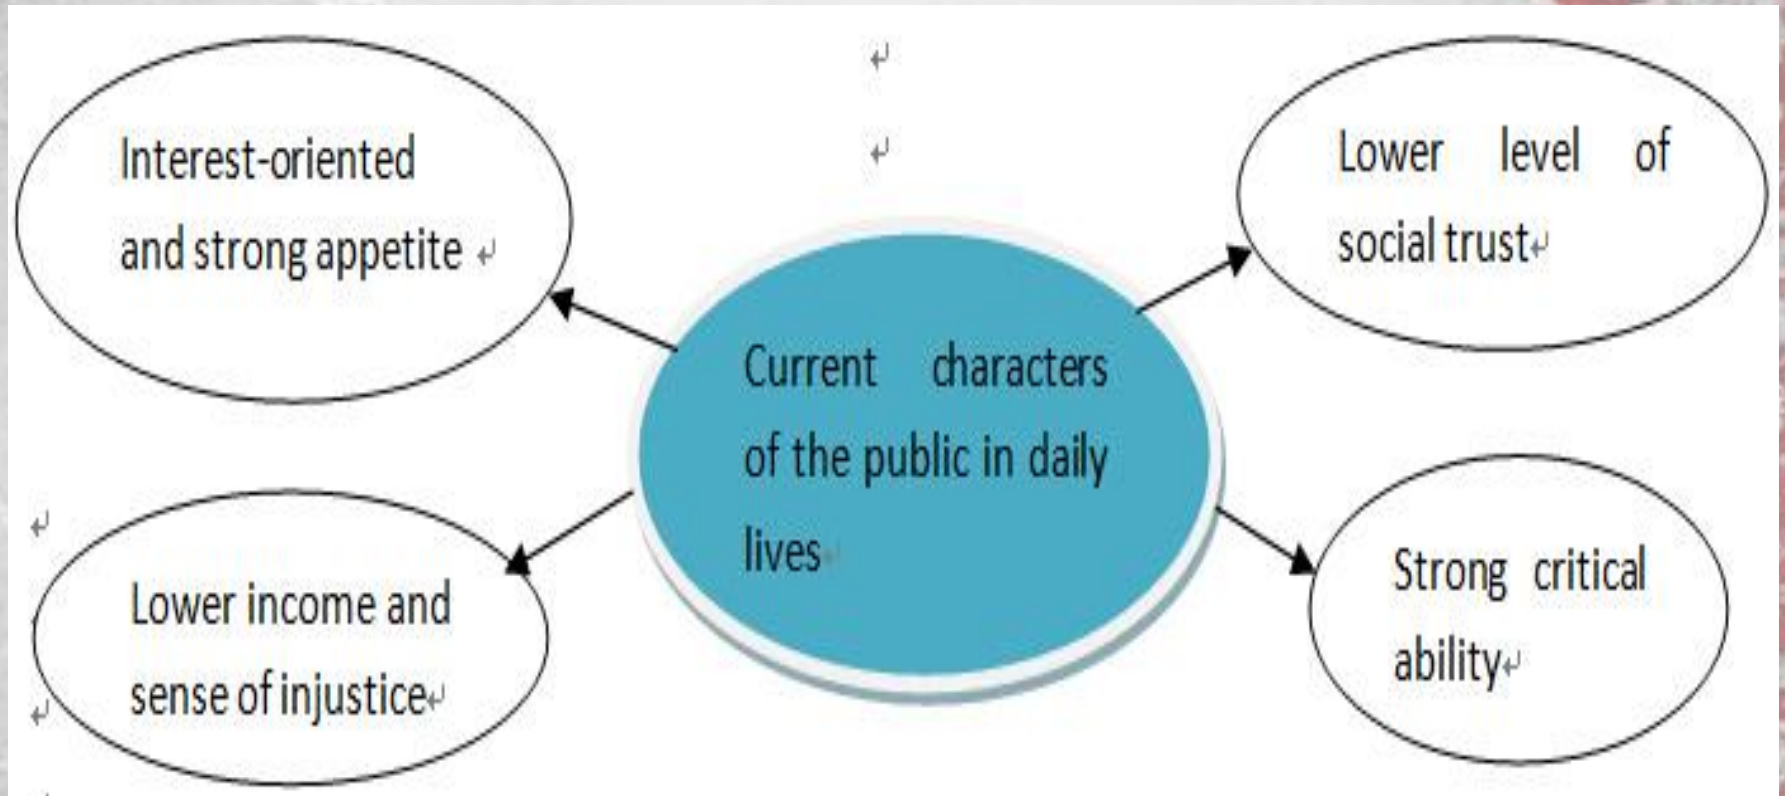 Interest-oriented
and strong appetite
Lower level of
social trust
Current characters
of the public in daily
lives
Lower income and
sense of injustice
Strong critical
ability